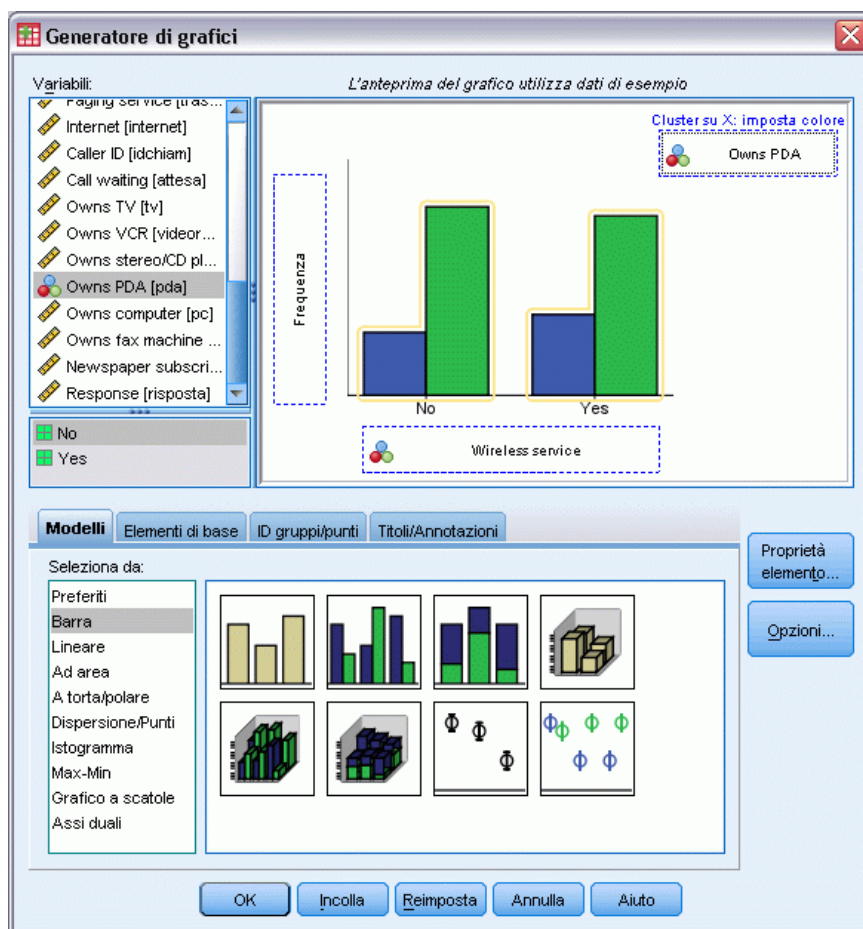 Generatore di grafici
Variabili:
L'anteprima del grafico utilizza dati di esempio
Paging service [tras...
Internet [internet]
Caller ID [idchiam]
Call waiting [attesa]
Owns TV [tv]
Owns VCR [videor...
Owns stereo/CD pl...
Owns PDA [pda]
Owns computer [pc]
Owns fax machine ...
Newspaper subscri...
Response [risposta]
No
Yes
Cluster su X: imposta colore
Owns PDA
Frequenza
No
Yes
Wireless service
Modelli
Elementi di base
ID gruppi/punti
Titoli/Annotazioni
Seleziona da:
Preferiti
Barra
Lineare
Ad area
A torta/polare
Dispersione/Punti
Istogramma
Max-Min
Grafico a scatole
Assi duali
Proprietà
elemento...
Opzioni...
OK
Incolla
Reimposta
Annulla
Aiuto